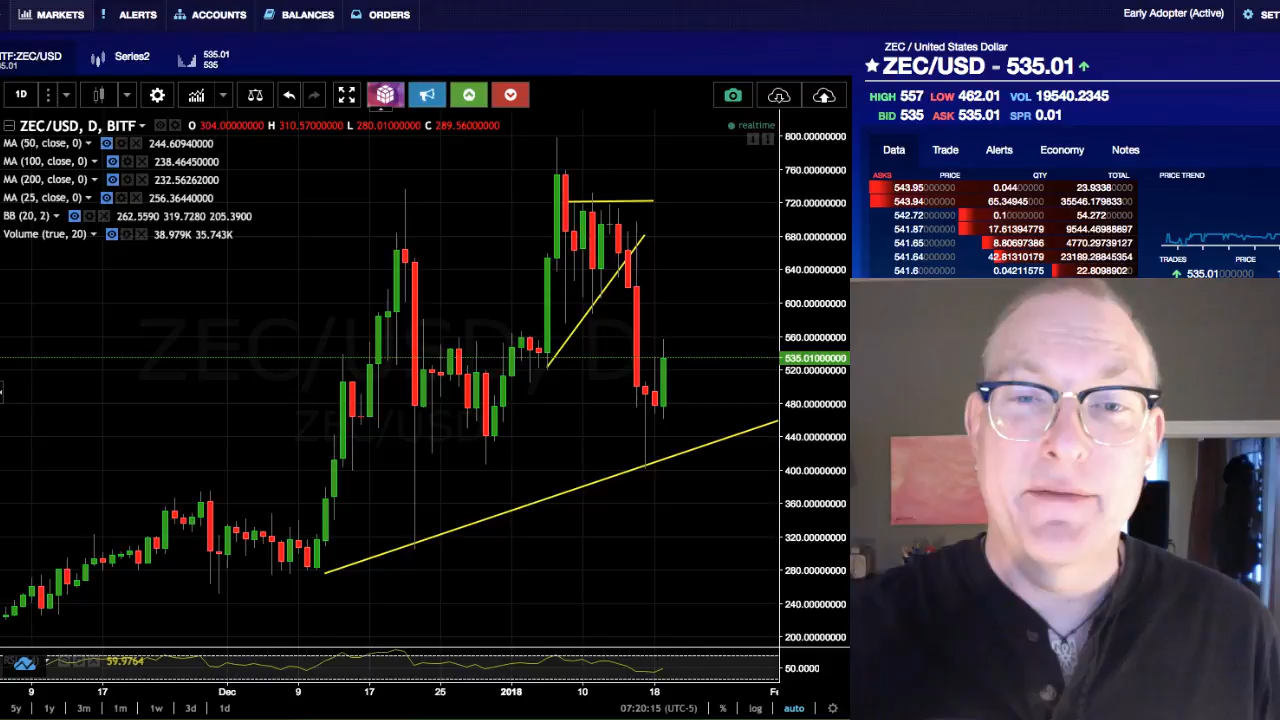 MARKETS ! ALERTS ACCOUNTS BALANCES ORDERS Early Adopter (Active) SET
TF:ZEC/USD
35.01
Series2
535.01
535
ZEC / United States Dollar
ZEC/USD - 535.01
HIGH 557 LOW 462.01 VOL 19540.2345
BID 535 ASK 535.01 SPR 0.01
Data Trade Alerts Economy Notes
ASKS PRICE QTY TOTAL PRICE TREND
543.95000000 0.044000000 23.9338000
543.94000000 65.34945000 35546.179833
542.72000000 0.10000000 54.272000
541.87000000 17.61394779 9544.46898897
541.65000000 8.80697386 4770.29739127
541.64000000 42.81310179 23189.28845354
541.60000000 0.04211575 22.8098902
TRADES PRICE
535.01000000
1D
ZEC/USD, D, BITF O 304.00000000 H 310.57000000 L 280.01000000 C 289.56000000
realtime
MA (50, close, 0) 244.60940000
MA (100, close, 0) 238.46450000
MA (200, close, 0) 232.56262000
MA (25, close, 0) 256.36440000
BB (20, 2) 262.5590 319.7280 205.3900
Volume (true, 20) 38.979K 35.743K
ZEC/USD, D
ZEC/USD
800.00000000
760.00000000
720.00000000
680.00000000
640.00000000
600.00000000
560.00000000
535.01000000
520.00000000
480.00000000
440.00000000
400.00000000
360.00000000
320.00000000
280.00000000
240.00000000
200.00000000
59.9764
50.0000
9 17 Dec 9 17 25 2018 10 18 Fe
5y 1y 3m 1m 1w 3d 1d 07:20:15 (UTC-5) % log auto